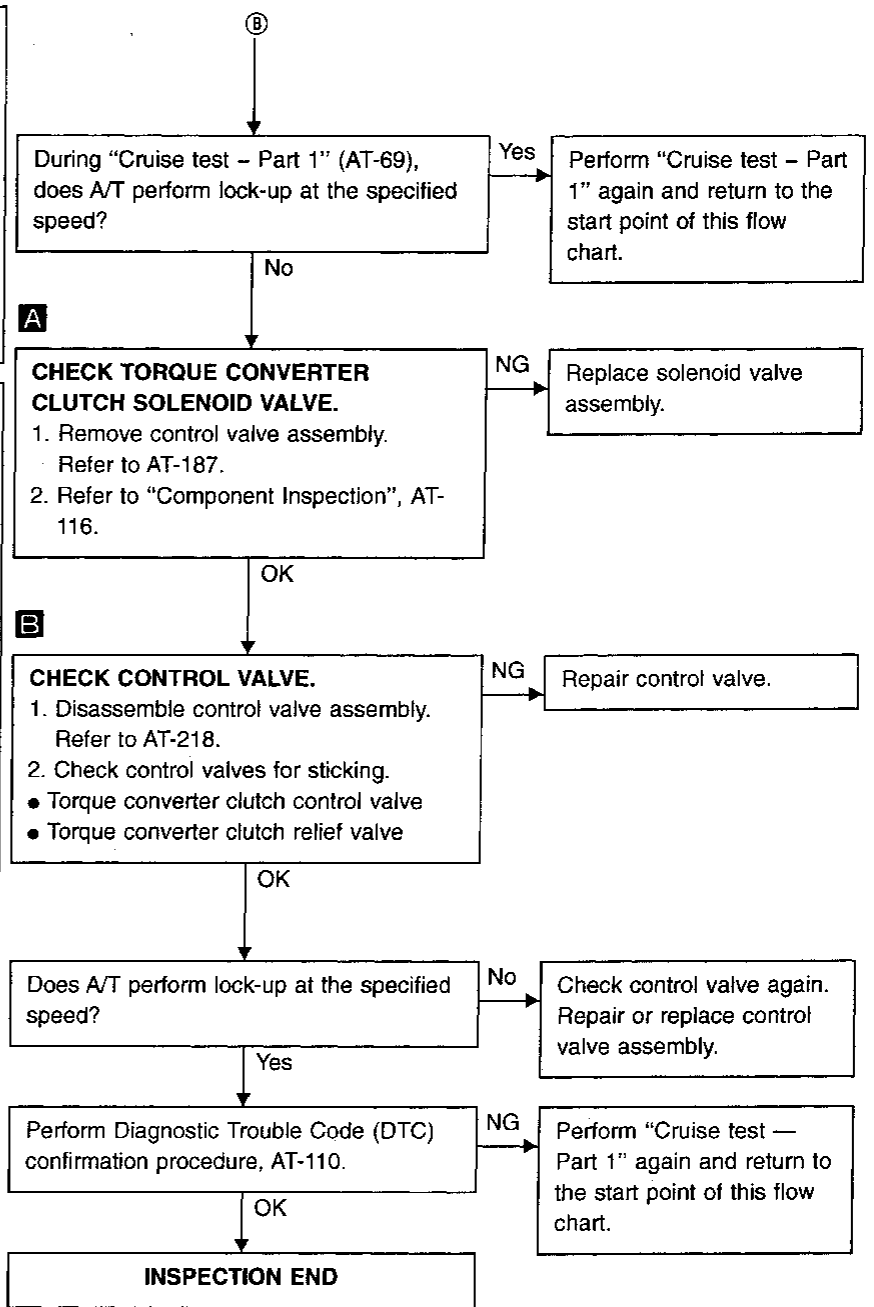 Ⓑ
During “Cruise test – Part 1” (AT-69),
does A/T perform lock-up at the specified
speed?
Yes
Perform “Cruise test – Part
1” again and return to the
start point of this flow
chart.
No
A
CHECK TORQUE CONVERTER
CLUTCH SOLENOID VALVE.
1. Remove control valve assembly.
Refer to AT-187.
2. Refer to “Component Inspection”, AT-
116.
NG
Replace solenoid valve
assembly.
OK
B
CHECK CONTROL VALVE.
1. Disassemble control valve assembly.
Refer to AT-218.
2. Check control valves for sticking.
● Torque converter clutch control valve
● Torque converter clutch relief valve
NG
Repair control valve.
OK
Does A/T perform lock-up at the specified
speed?
No
Check control valve again.
Repair or replace control
valve assembly.
Yes
Perform Diagnostic Trouble Code (DTC)
confirmation procedure, AT-110.
NG
Perform “Cruise test —
Part 1” again and return to
the start point of this flow
chart.
OK
INSPECTION END